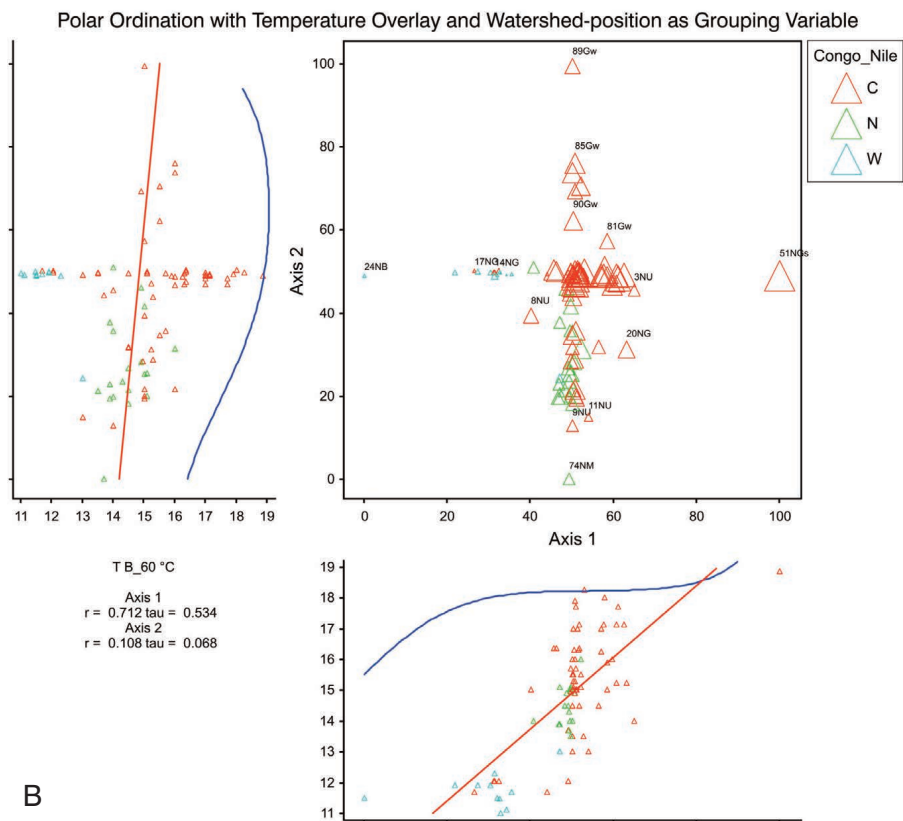 Polar Ordination with Temperature Overlay and Watershed-position as Grouping Variable
Congo_Nile
C
N
W
100
80
60
40
20
0
Axis 2
89Gw
85Gw
90Gw
81Gw
51NGs
24NB
17NG
14NG
3NU
8NU
20NG
11NU
9NU
74NM
11 12 13 14 15 16 17 18 19
0 20 40 60 80 100
Axis 1
T B_60 °C
Axis 1
r = 0.712 tau = 0.534
Axis 2
r = 0.108 tau = 0.068
19
18
17
16
15
14
13
12
11
B